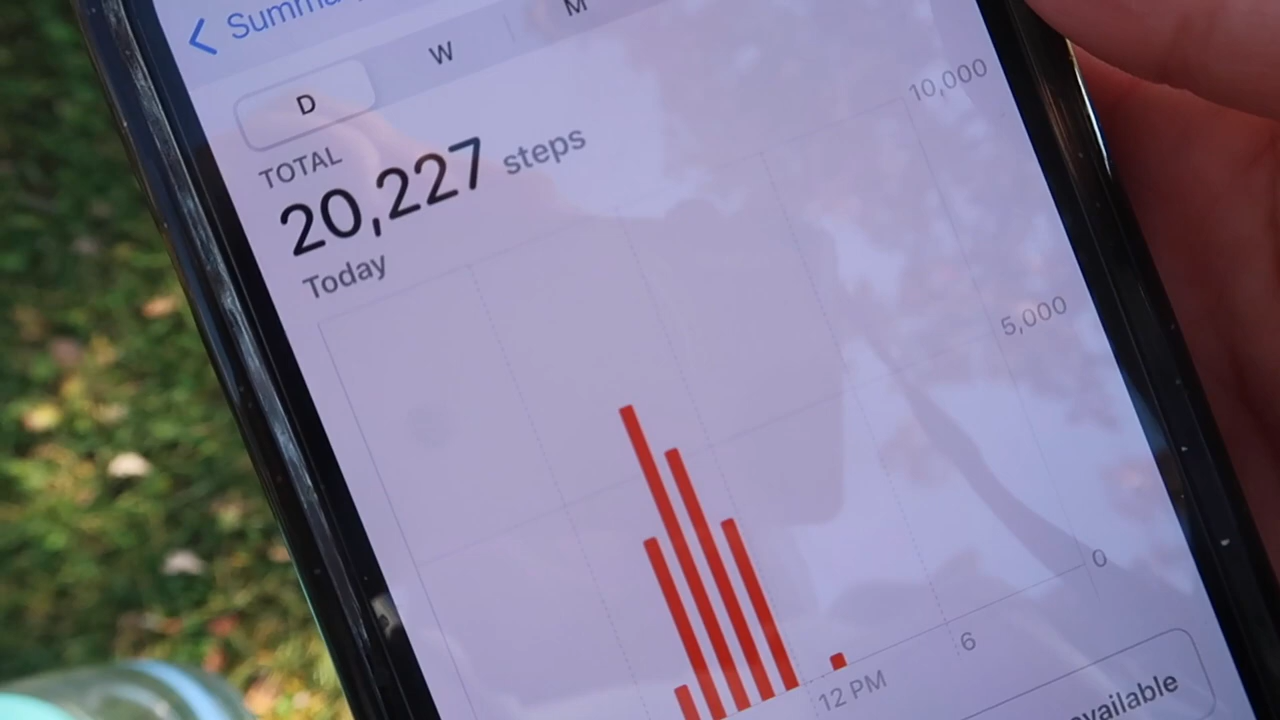 Summa
D W M
TOTAL
20,227 steps
Today
10,000
5,000
0
12 PM 6
available